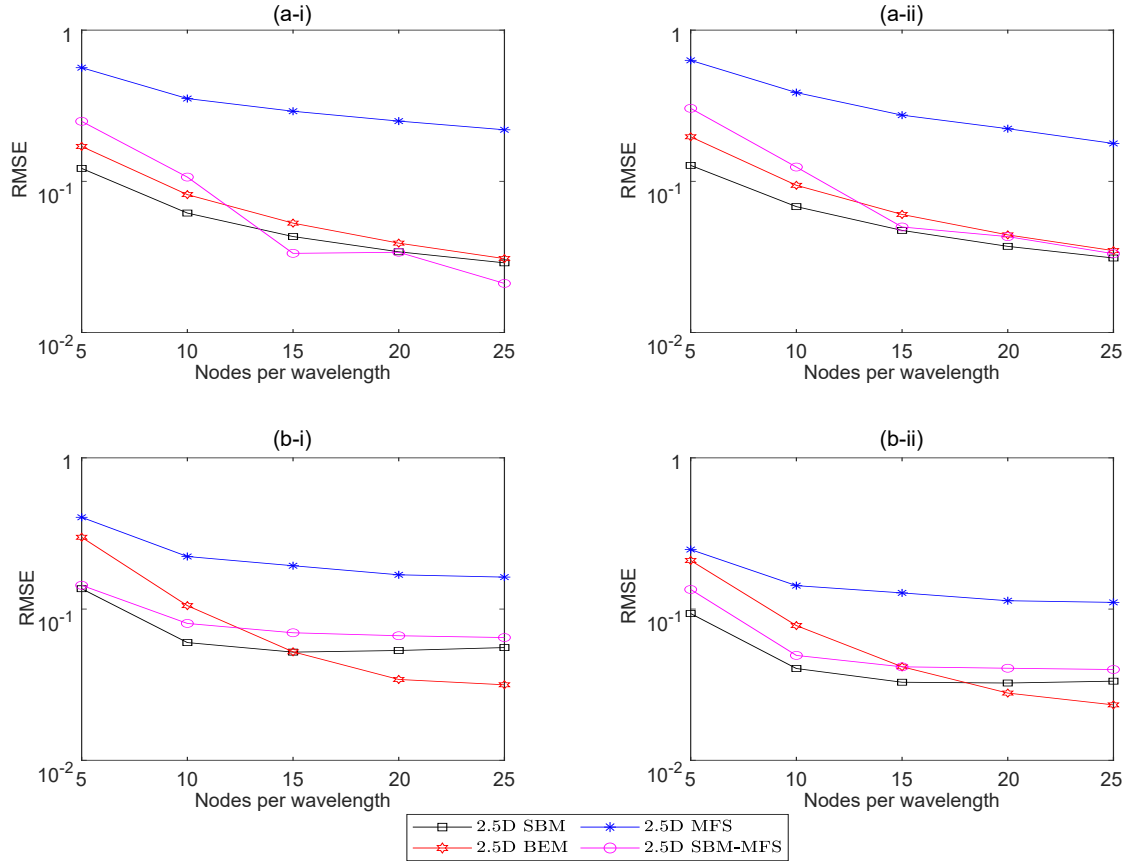 (a-i)
1
10-1
10-2
RMSE
5 10 15 20 25
Nodes per wavelength
(a-ii)
1
10-1
10-2
RMSE
5 10 15 20 25
Nodes per wavelength
(b-i)
1
10-1
10-2
RMSE
5 10 15 20 25
Nodes per wavelength
(b-ii)
1
10-1
10-2
RMSE
5 10 15 20 25
Nodes per wavelength
2.5D SBM 2.5D MFS
2.5D BEM 2.5D SBM-MFS